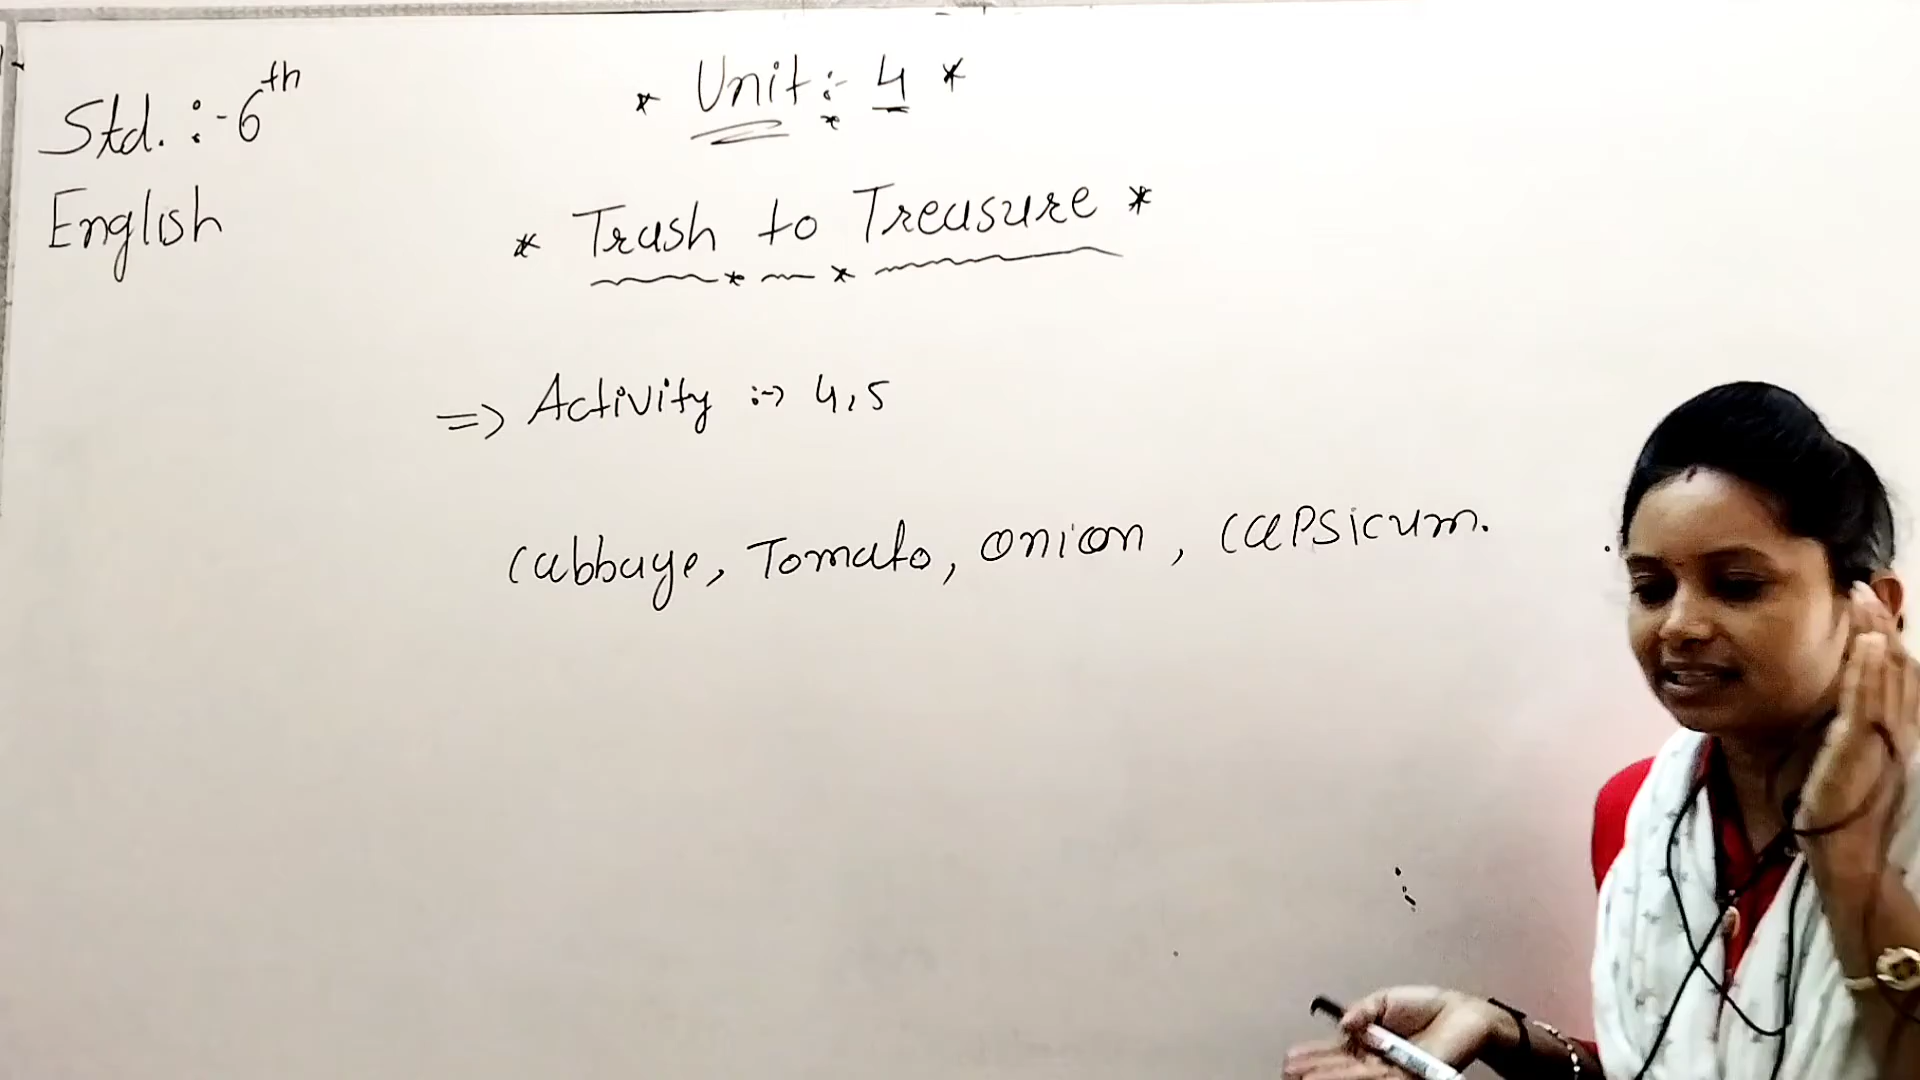 Std. :- 6th
English
* Unit :- 4 *
* Trash to Treasure *
=> Activity :-> 4,5
Cabbage, Tomato, onion, Capsicum.